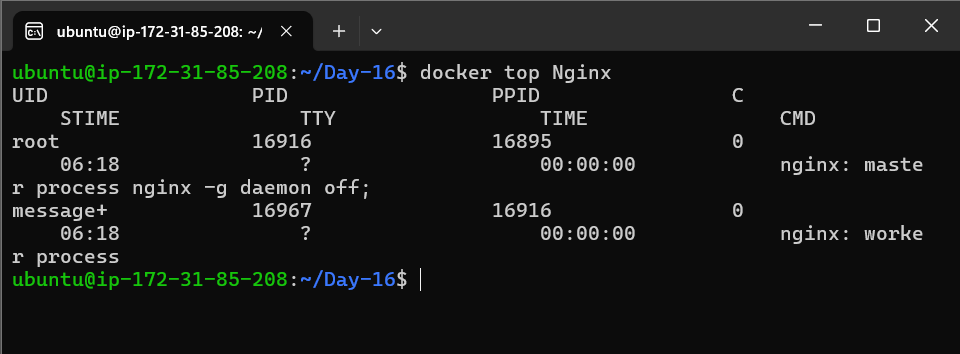 ubuntu@ip-172-31-85-208: ~/
ubuntu@ip-172-31-85-208:~/Day-16$ docker top Nginx
UID                 PID                 PPID                C
    STIME               TTY                 TIME                CMD
root                16916               16895               0
    06:18               ?                   00:00:00            nginx: maste
r process nginx -g daemon off;
message+            16967               16916               0
    06:18               ?                   00:00:00            nginx: worke
r process
ubuntu@ip-172-31-85-208:~/Day-16$